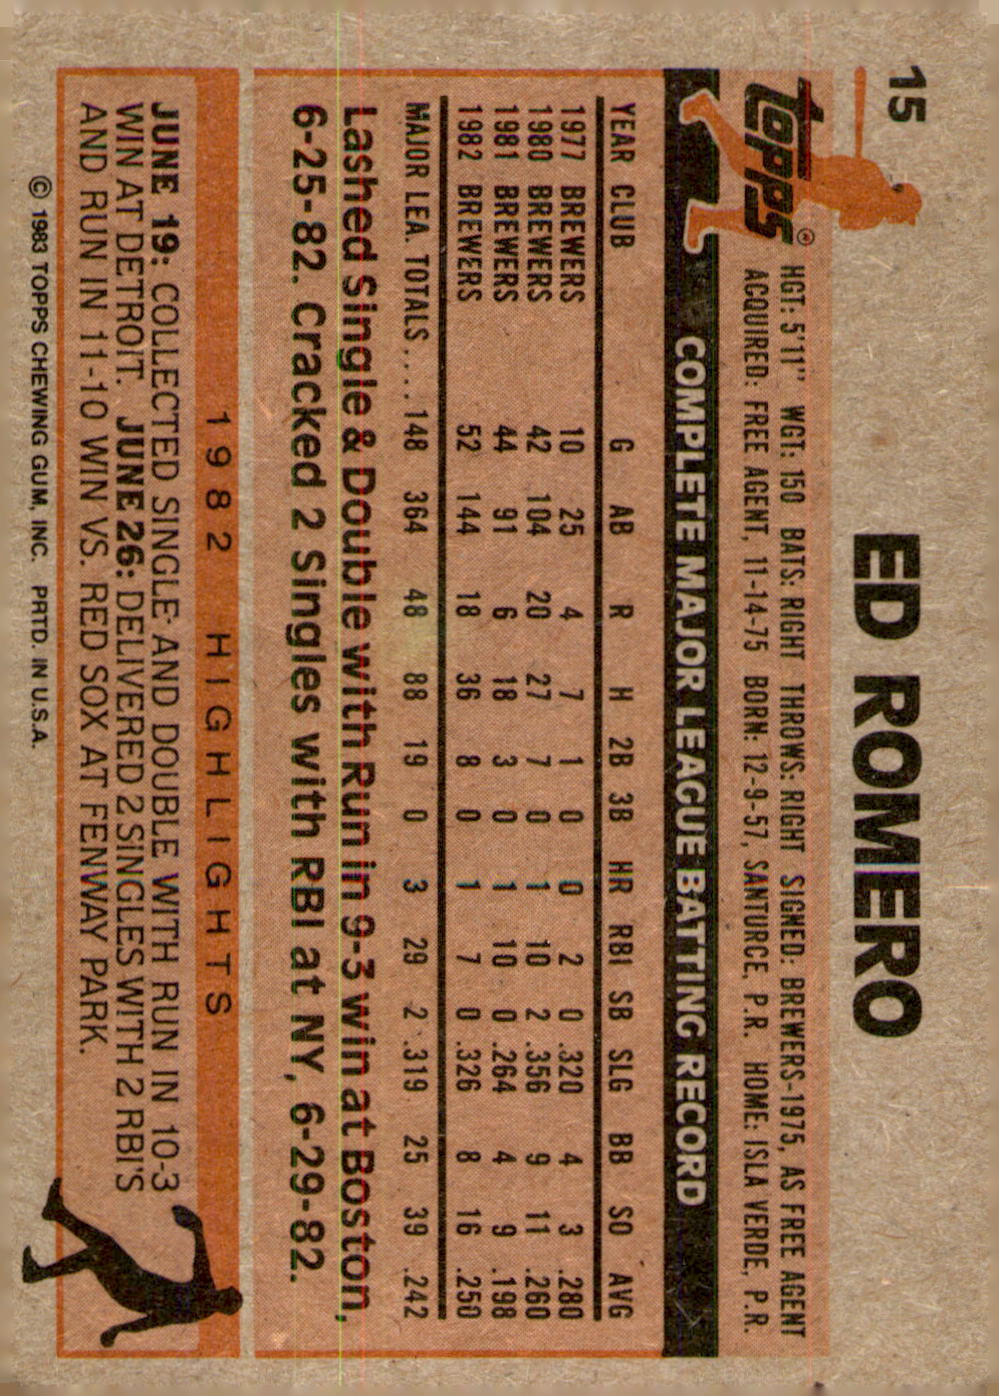 15
ED ROMERO
Topps®
HGT: 5'11" WGT: 150 BATS: RIGHT THROWS: RIGHT SIGNED: BREWERS-1975, AS FREE AGENT
ACQUIRED: FREE AGENT, 11-14-75 BORN: 12-9-57, SANTURCE, P.R. HOME: ISLA VERDE, P.R.
COMPLETE MAJOR LEAGUE BATTING RECORD
YEAR CLUB G AB R H 2B 3B HR RBI SB SLG BB SO AVG
1977 BREWERS 10 25 4 7 1 0 0 2 0 .320 4 3 .280
1980 BREWERS 42 104 20 27 7 0 1 10 2 .356 9 11 .260
1981 BREWERS 44 91 6 18 3 0 1 10 0 .264 4 9 .198
1982 BREWERS 52 144 18 36 8 0 1 7 0 .326 8 16 .250
MAJOR LEA. TOTALS.... 148 364 48 88 19 0 3 29 2 .319 25 39 .242
Lashed Single & Double with Run in 9-3 win at Boston,
6-25-82. Cracked 2 Singles with RBI at NY, 6-29-82.
1982 HIGHLIGHTS
JUNE 19: COLLECTED SINGLE AND DOUBLE WITH RUN IN 10-3
WIN AT DETROIT. JUNE 26: DELIVERED 2 SINGLES WITH 2 RBI'S
AND RUN IN 11-10 WIN VS. RED SOX AT FENWAY PARK.
© 1983 TOPPS CHEWING GUM, INC. PRTD. IN U.S.A.